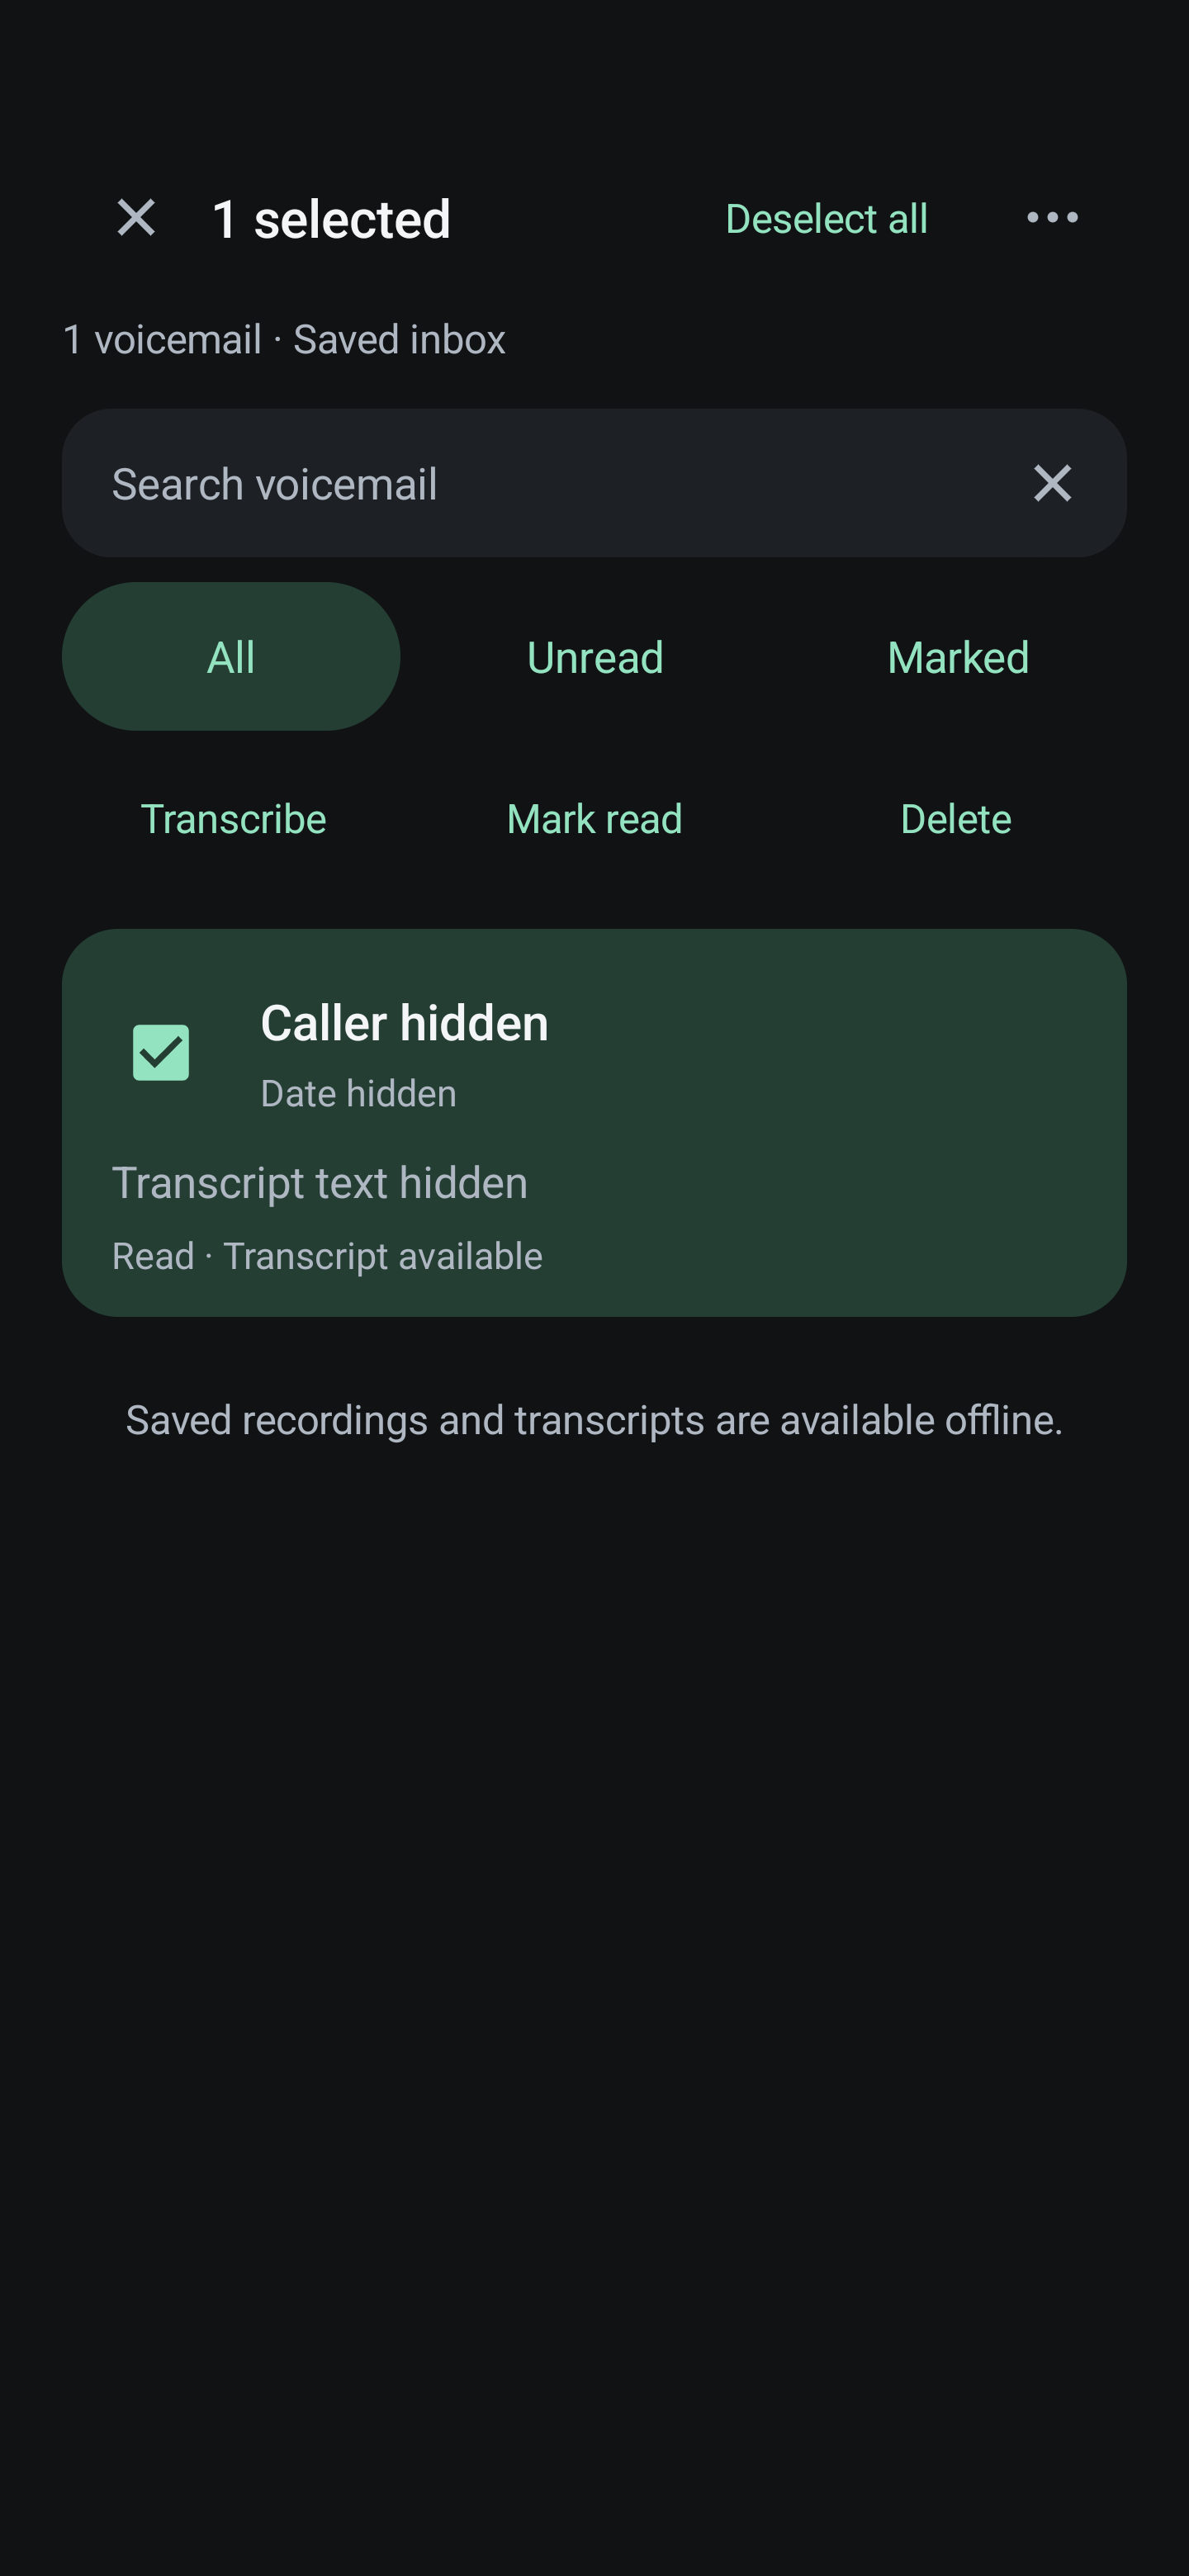 1 selected Deselect all
1 voicemail · Saved inbox
Search voicemail
All Unread Marked
Transcribe Mark read Delete
Caller hidden
Date hidden
Transcript text hidden
Read · Transcript available
Saved recordings and transcripts are available offline.